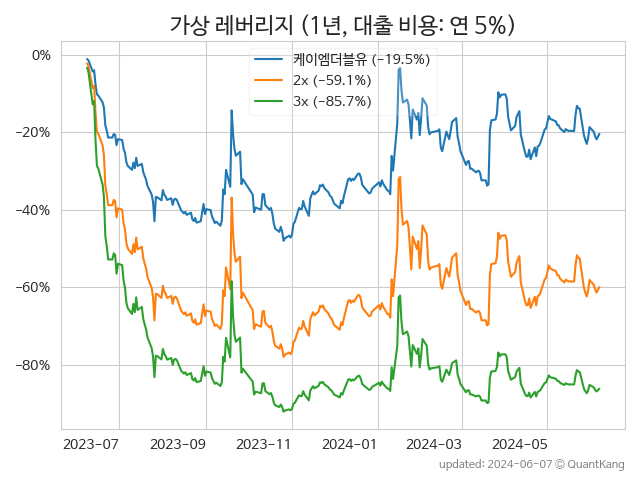 가상 레버리지 (1년, 대출 비용: 연 5%)
케이엠더블유 (−19.5%)
2x (−59.1%)
3x (−85.7%)
0%
−20%
−40%
−60%
−80%
2023-07
2023-09
2023-11
2024-01
2024-03
2024-05
updated: 2024-06-07 ⓒ QuantKang